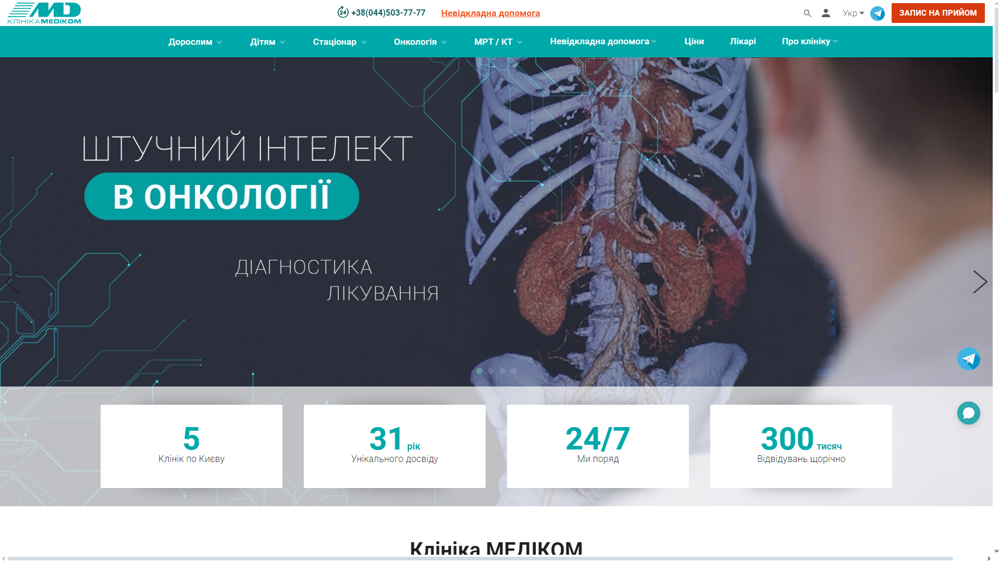 КЛІНІКА МЕДІКОМ
24 +38(044)503-77-77
Невідкладна допомога
Укр
ЗАПИС НА ПРИЙОМ
Дорослим
Дітям
Стаціонар
Онкологія
МРТ / КТ
Невідкладна допомога
Ціни
Лікарі
Про клініку
ШТУЧНИЙ ІНТЕЛЕКТ
В ОНКОЛОГІЇ
ДІАГНОСТИКА
ЛІКУВАННЯ
5
Клінік по Києву
31 рік
Унікального досвіду
24/7
Ми поряд
300 тисяч
Відвідувань щорічно
Клініка МЕДІКОМ